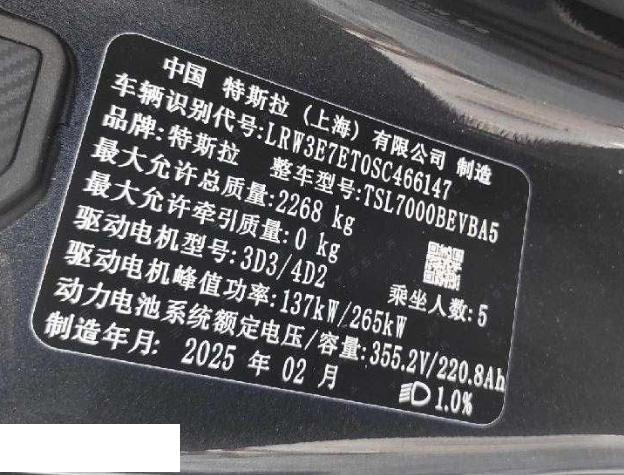 中国 特斯拉（上海）有限公司 制造
车辆识别代号:LRW3E7ET0SC466147
品牌:特斯拉 整车型号:TSL7000BEVBA5
最大允许总质量:2268 kg
最大允许牵引质量:0 kg
驱动电机型号:3D3/4D2 乘坐人数:5
驱动电机峰值功率:137kW/265kW
动力电池系统额定电压/容量:355.2V/220.8Ah
制造年月: 2025 年 02 月 1.0%